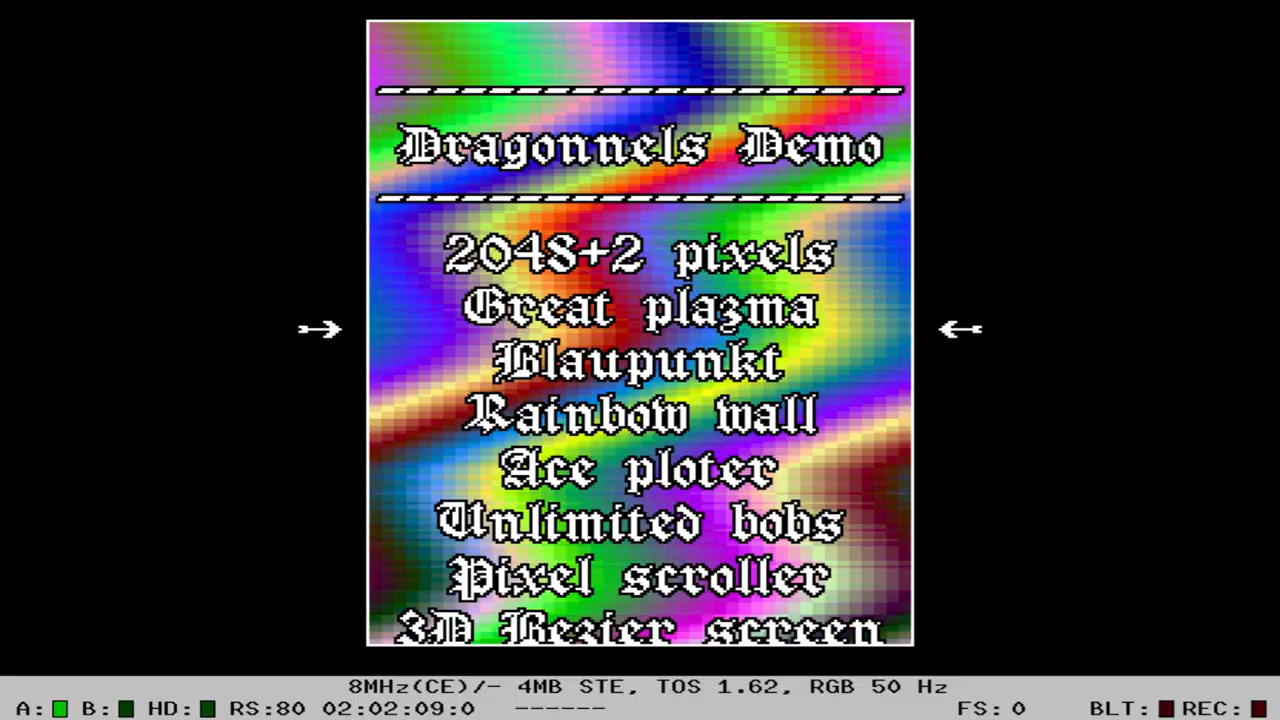 Dragonnels Demo
2048+2 pixels
Great plazma
Blaupunkt
Rainbow wall
Ace ploter
Unlimited bobs
Pixel scroller
3D Bezier screen
8MHz(CE)/- 4MB STE, TOS 1.62, RGB 50 Hz
A: B: HD: RS:80 02:02:09:0 ------ FS: 0 BLT: REC: